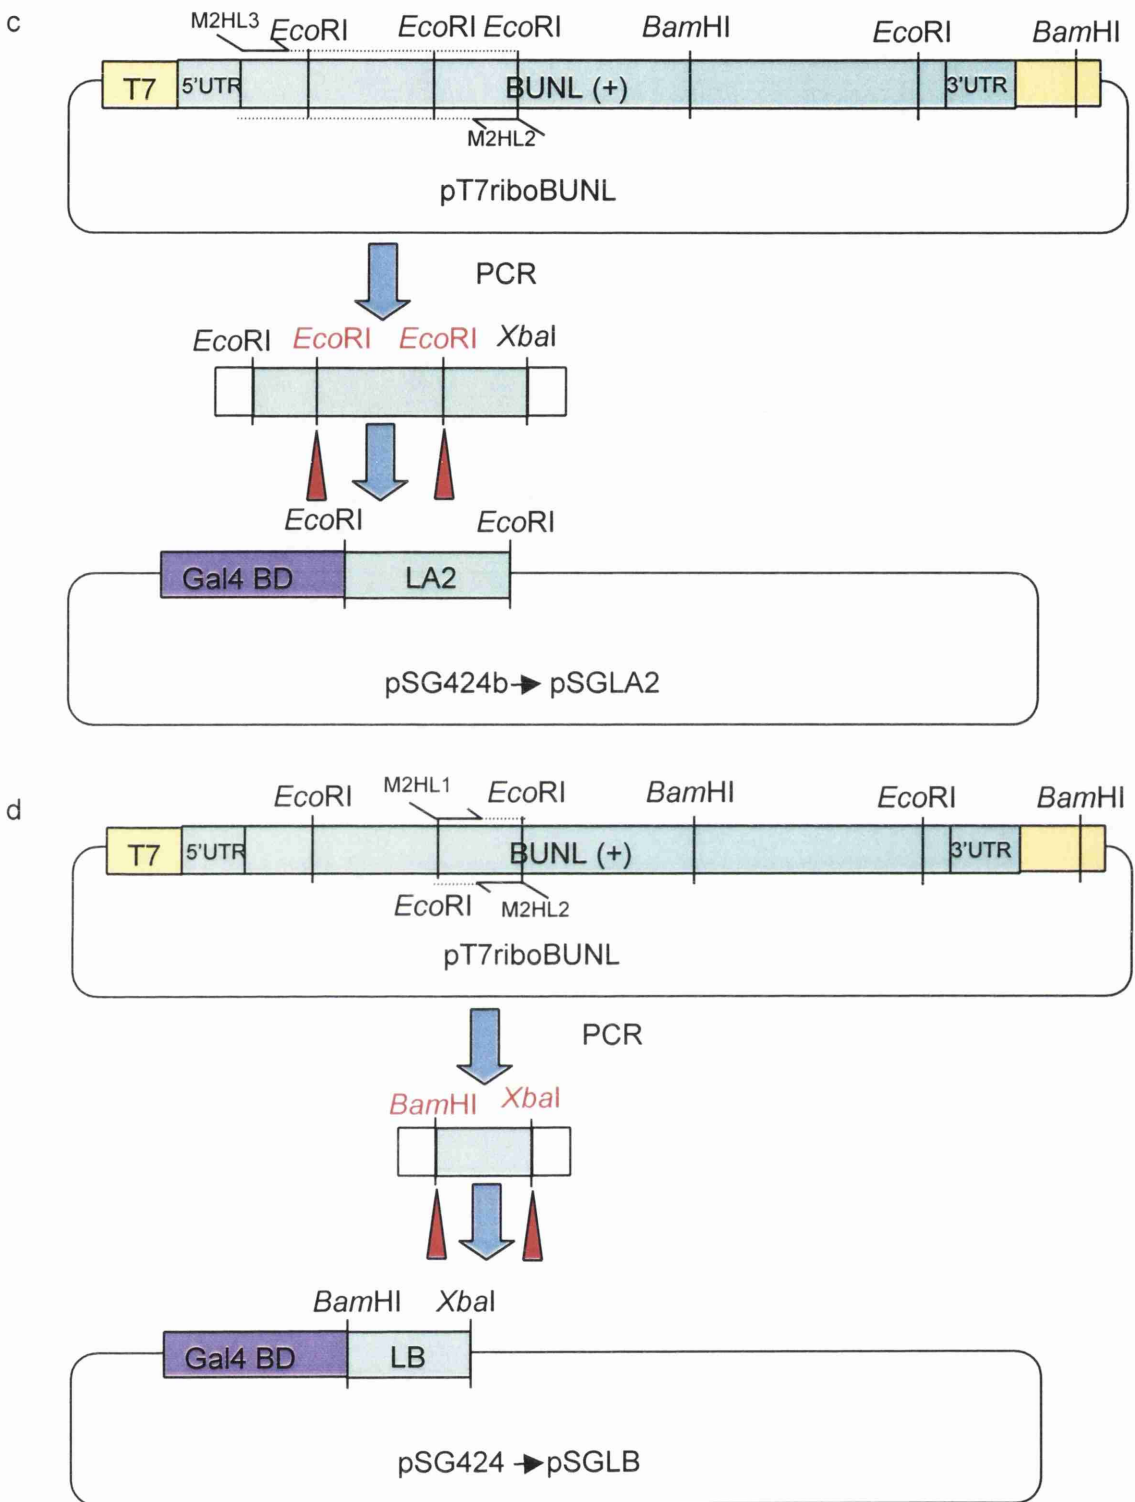 c
M2HL3 EcoRI EcoRI EcoRI BamHI EcoRI BamHI
T7 5'UTR BUNL (+) 3'UTR
M2HL2
pT7riboBUNL
PCR
EcoRI EcoRI EcoRI XbaI
EcoRI EcoRI
Gal4 BD LA2
pSG424b pSGLA2
d
EcoRI M2HL1 EcoRI BamHI EcoRI BamHI
T7 5'UTR BUNL (+) 3'UTR
EcoRI M2HL2
pT7riboBUNL
PCR
BamHI XbaI
BamHI XbaI
Gal4 BD LB
pSG424 pSGLB